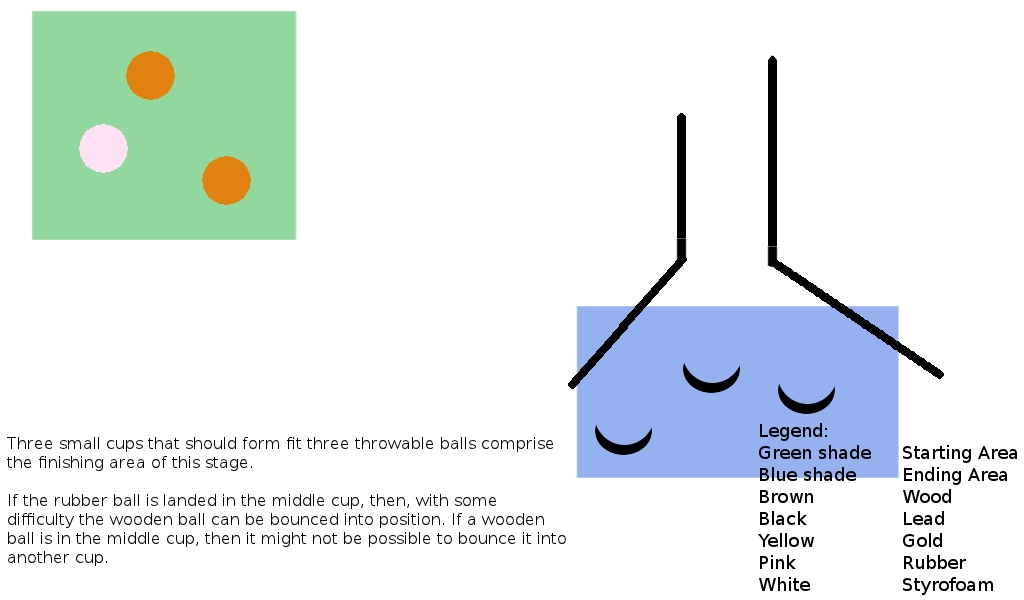 Three small cups that should form fit three throwable balls comprise
the finishing area of this stage.
If the rubber ball is landed in the middle cup, then, with some
difficulty the wooden ball can be bounced into position. If a wooden
ball is in the middle cup, then it might not be possible to bounce it into
another cup.
Legend:
Green shade Starting Area
Blue shade Ending Area
Brown Wood
Black Lead
Yellow Gold
Pink Rubber
White Styrofoam